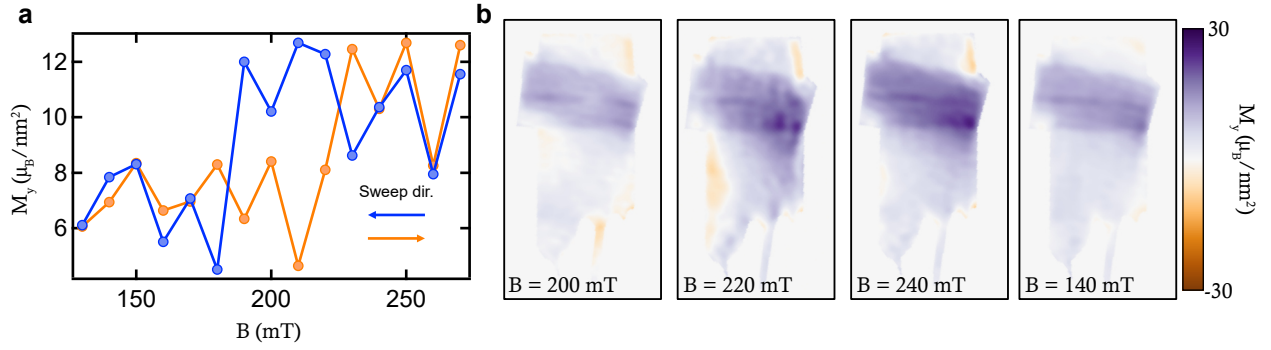 a
12
10
8
6
M_y (μ_B/nm²)
Sweep dir.
150
200
250
B (mT)
b
B = 200 mT
B = 220 mT
B = 240 mT
B = 140 mT
30
-30
M_y (μ_B/nm²)